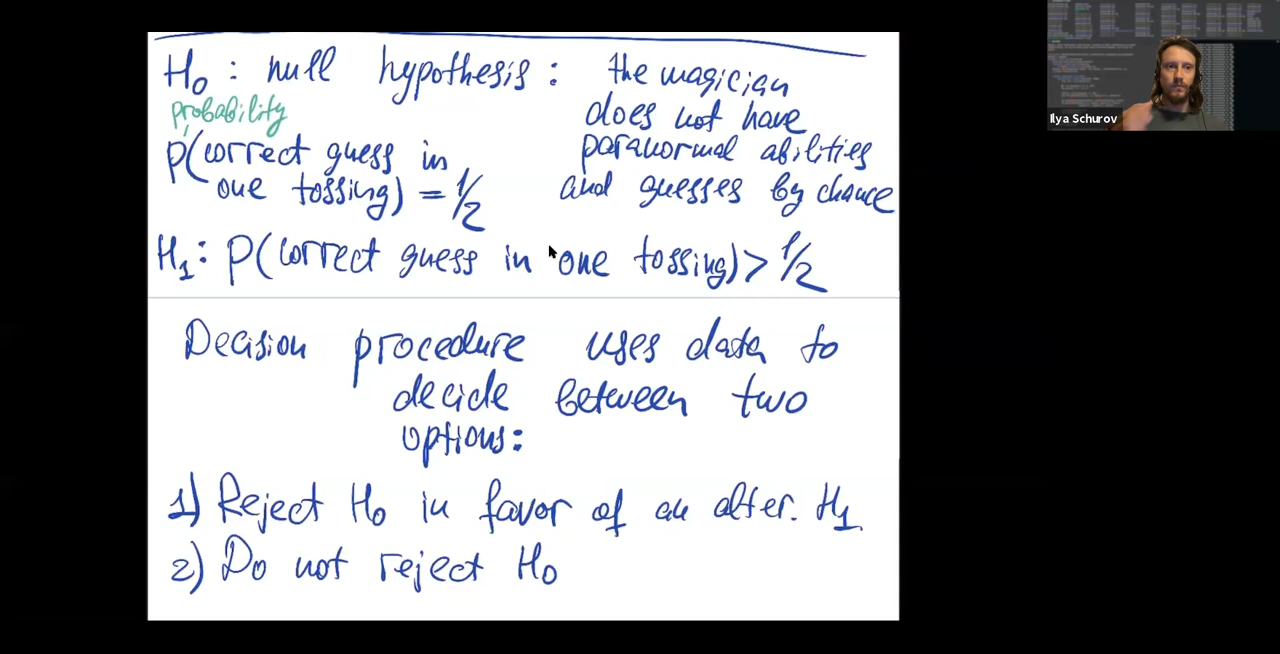 H₀ : null hypothesis : the magician
does not have
paranormal abilities
and guesses by chance
probability
P(correct guess in
one tossing) = 1/2
H₁ : P(correct guess in one tossing) > 1/2
Decision procedure uses data to
decide between two
options:
1) Reject H₀ in favor of an alter. H₁.
2) Do not reject H₀
Ilya Schurov